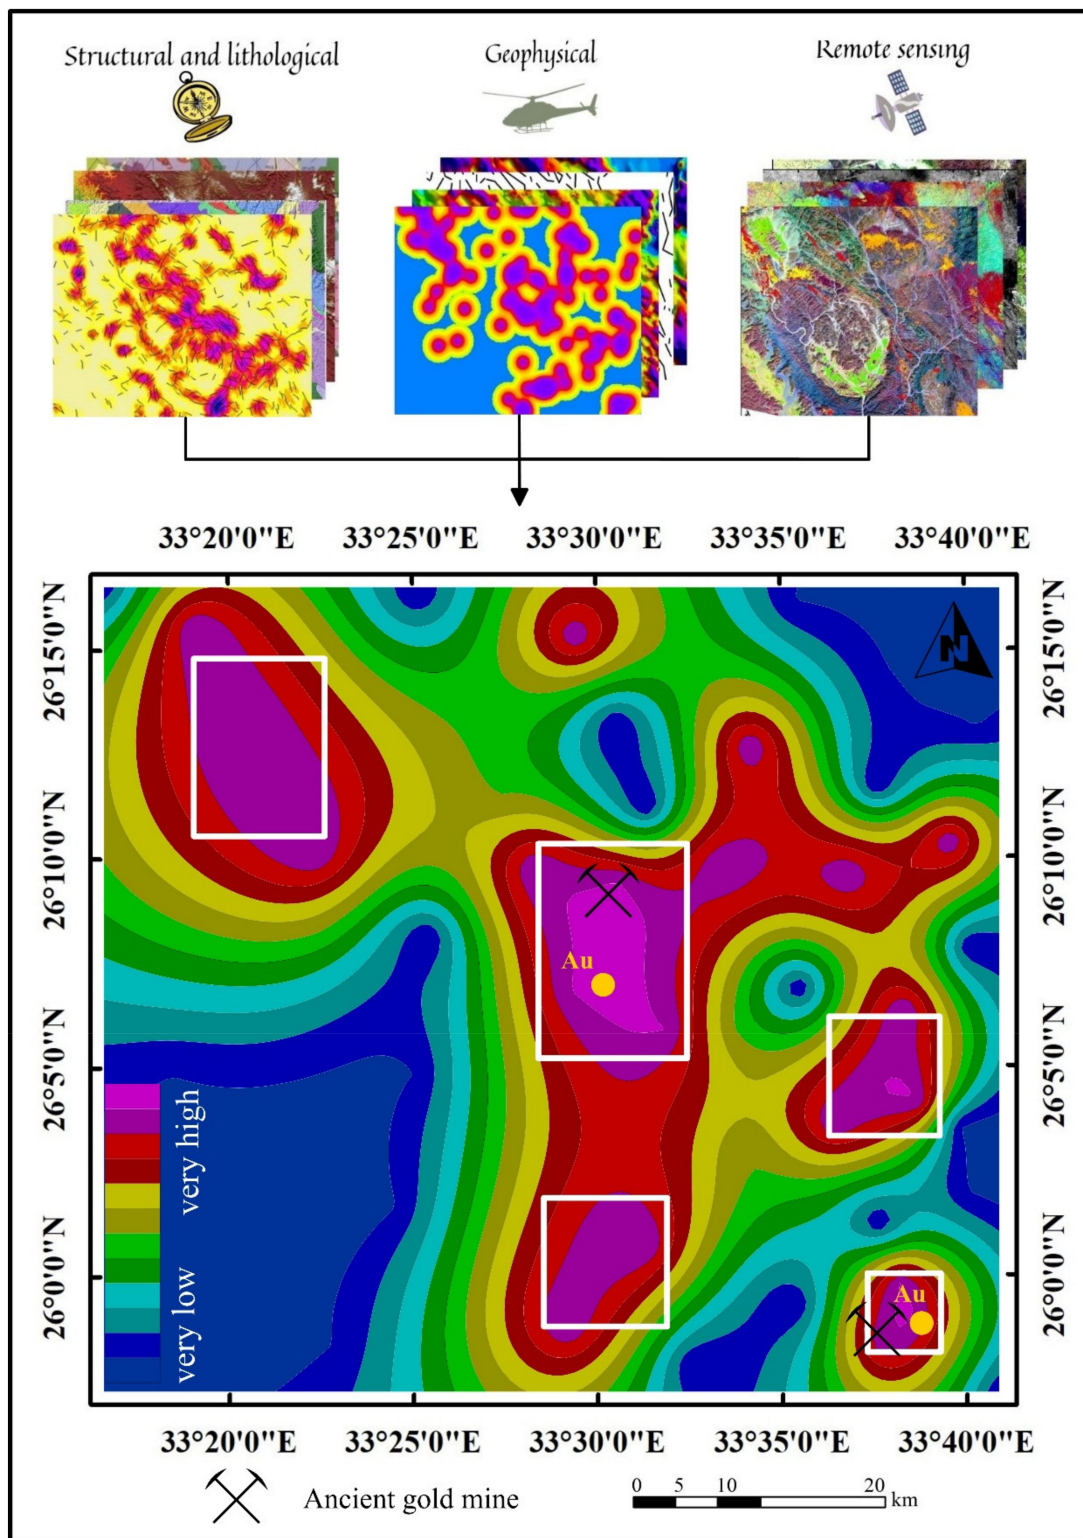 Structural and lithological
Geophysical
Remote sensing
33°20'0"E 33°25'0"E 33°30'0"E 33°35'0"E 33°40'0"E
26°15'0"N
26°15'0"N
N
26°10'0"N
26°10'0"N
Au
26°5'0"N
26°5'0"N
very high
very low
26°0'0"N
26°0'0"N
Au
33°20'0"E 33°25'0"E 33°30'0"E 33°35'0"E 33°40'0"E
Ancient gold mine
0 5 10 20
km